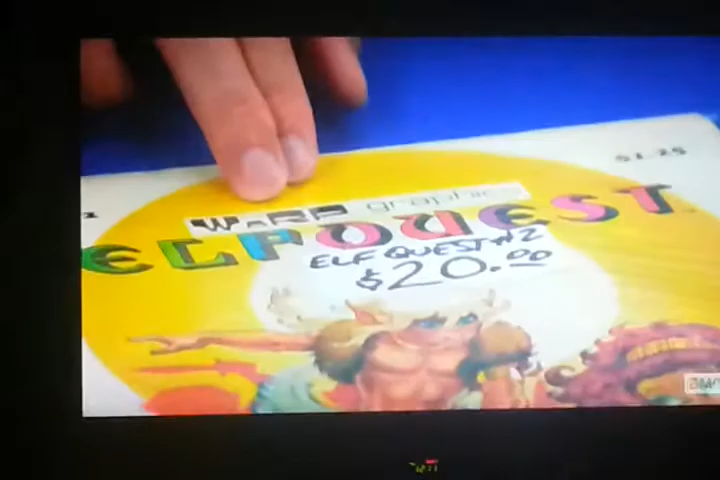 $1.25
WARP graphics
ELFQUEST
ELF QUEST #2
$20.00